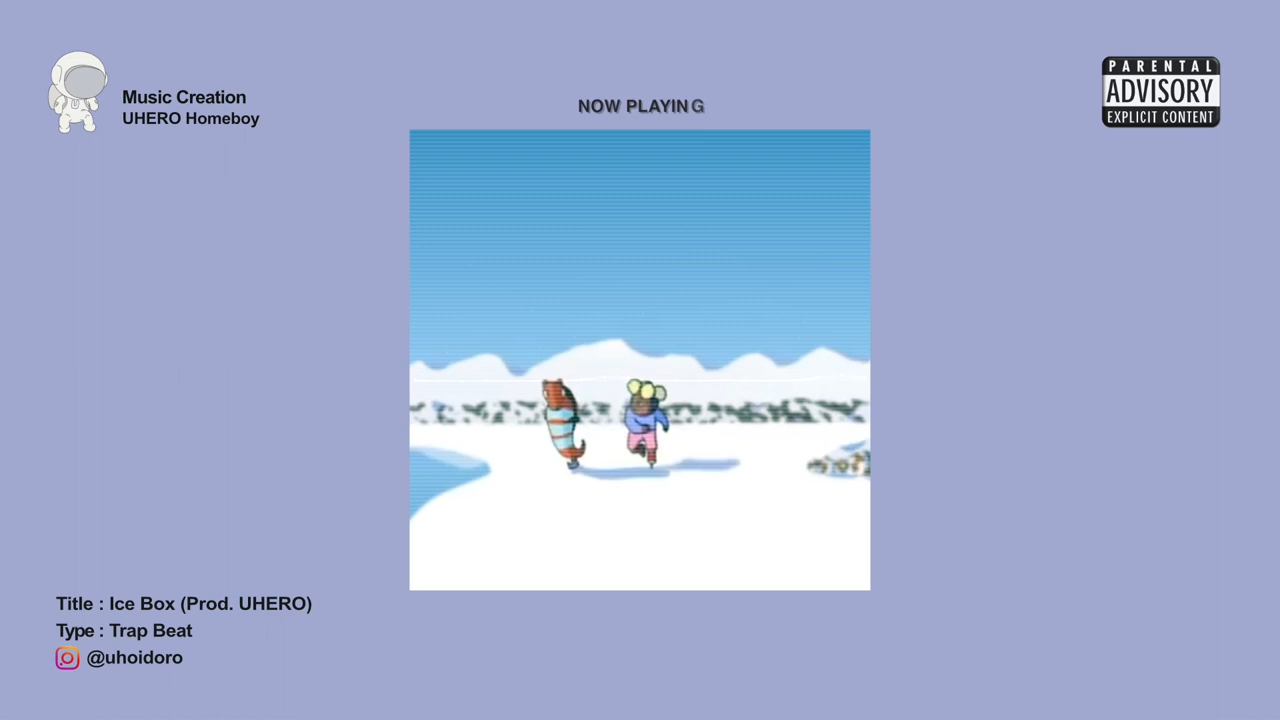 Music Creation
UHERO Homeboy
NOW PLAYING
PARENTAL
ADVISORY
EXPLICIT CONTENT
Title : Ice Box (Prod. UHERO)
Type : Trap Beat
@uhoidoro